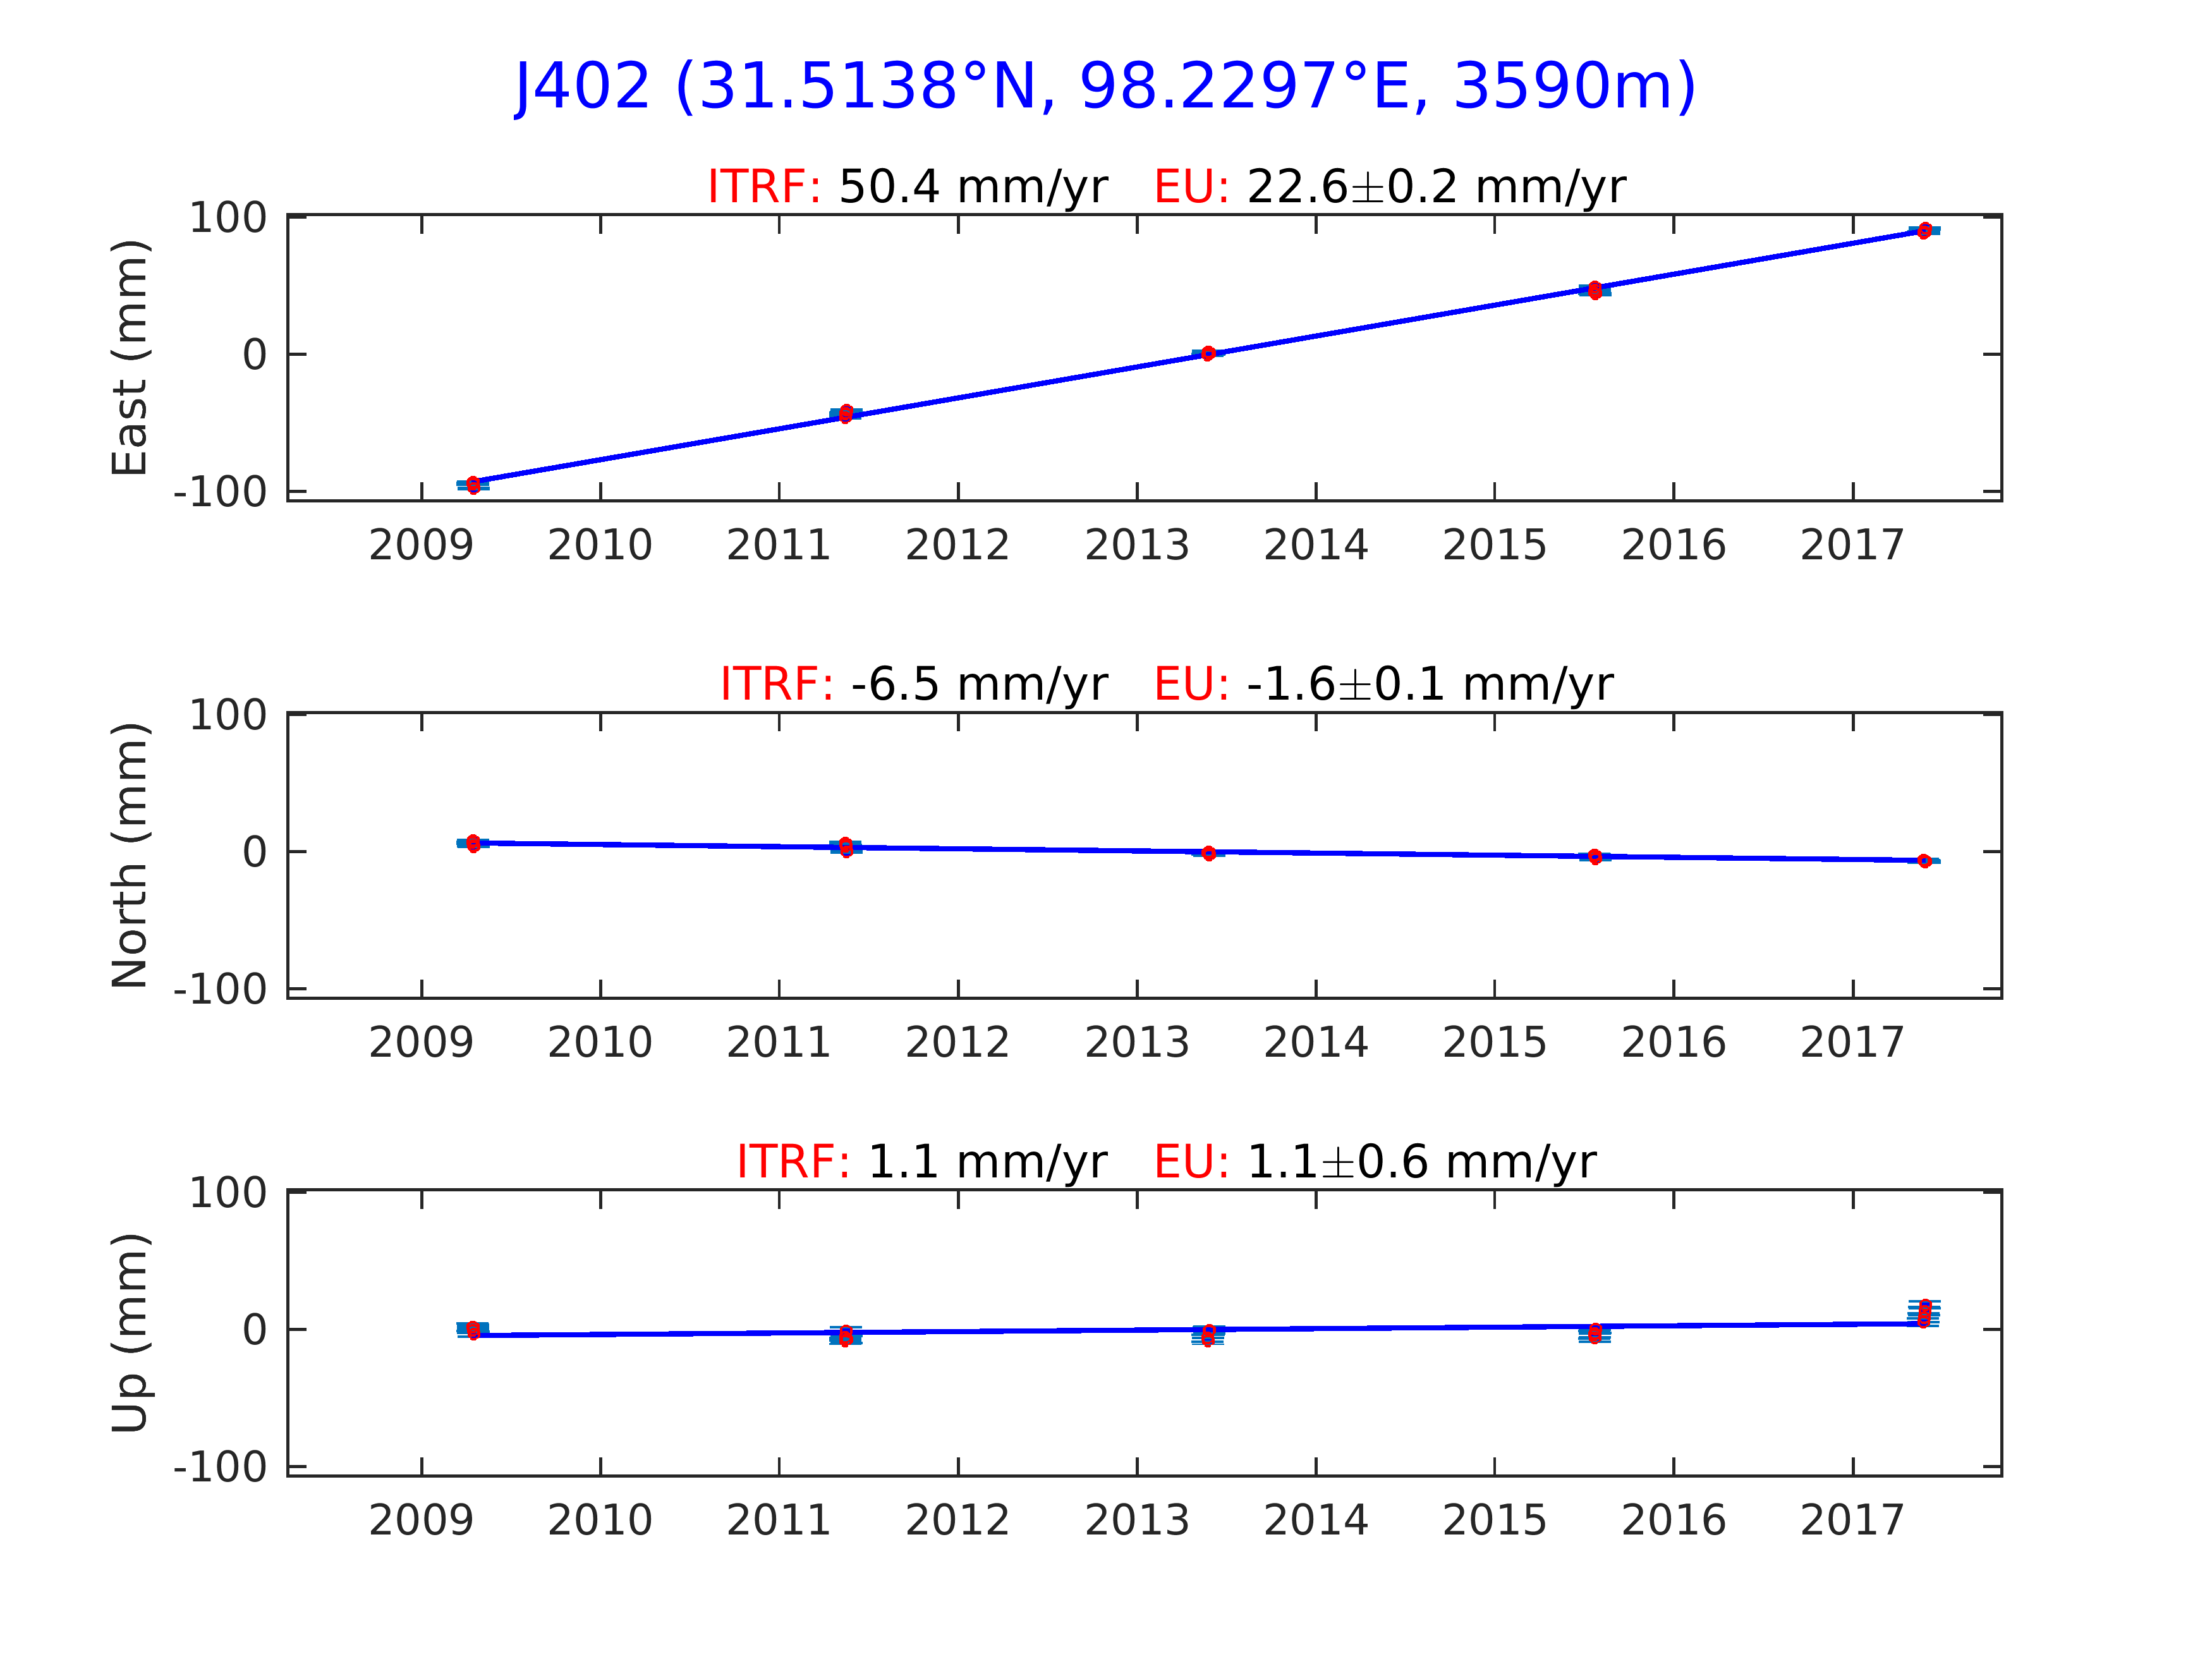 J402 (31.5138°N, 98.2297°E, 3590m)
ITRF: 50.4 mm/yr EU: 22.6±0.2 mm/yr
East (mm)
100
0
-100
2009 2010 2011 2012 2013 2014 2015 2016 2017
ITRF: -6.5 mm/yr EU: -1.6±0.1 mm/yr
North (mm)
100
0
-100
2009 2010 2011 2012 2013 2014 2015 2016 2017
ITRF: 1.1 mm/yr EU: 1.1±0.6 mm/yr
Up (mm)
100
0
-100
2009 2010 2011 2012 2013 2014 2015 2016 2017